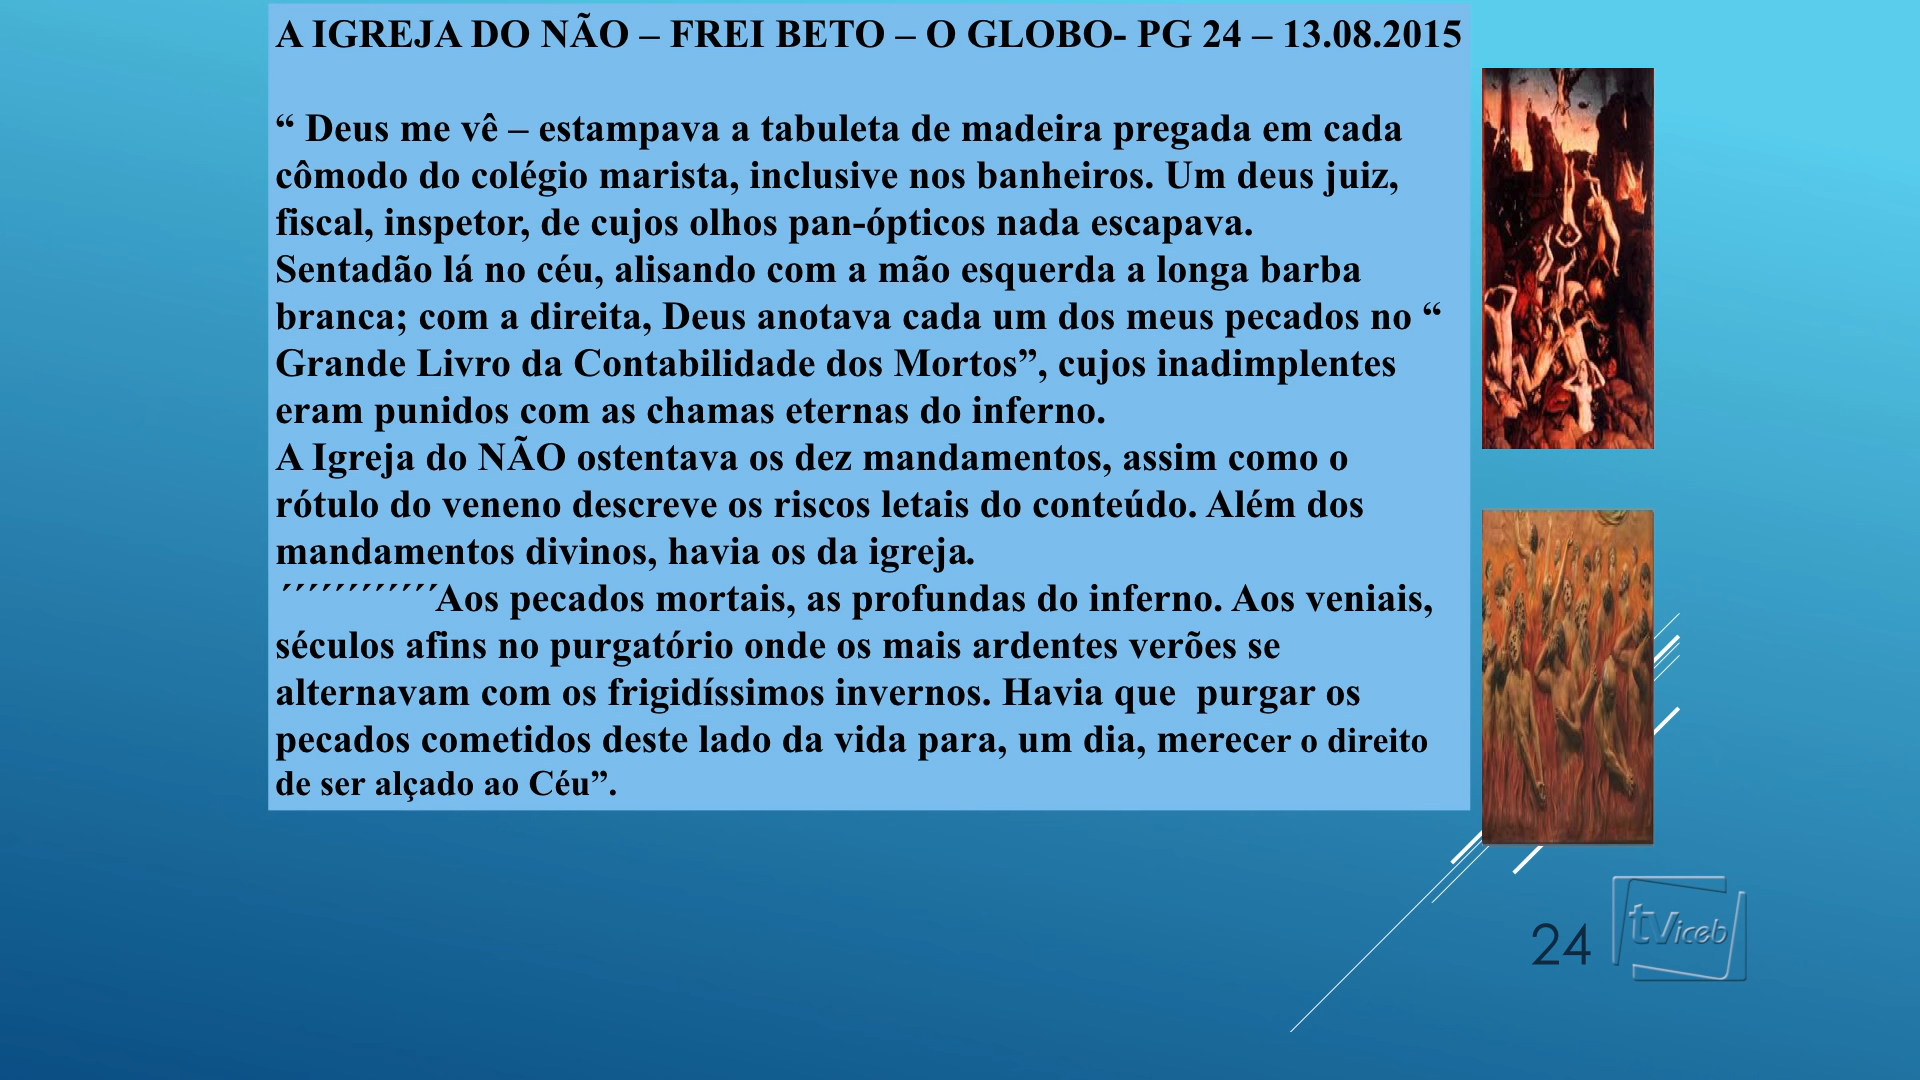 A IGREJA DO NÃO – FREI BETO – O GLOBO- PG 24 – 13.08.2015
“ Deus me vê – estampava a tabuleta de madeira pregada em cada
cômodo do colégio marista, inclusive nos banheiros. Um deus juiz,
fiscal, inspetor, de cujos olhos pan-ópticos nada escapava.
Sentadão lá no céu, alisando com a mão esquerda a longa barba
branca; com a direita, Deus anotava cada um dos meus pecados no “
Grande Livro da Contabilidade dos Mortos”, cujos inadimplentes
eram punidos com as chamas eternas do inferno.
A Igreja do NÃO ostentava os dez mandamentos, assim como o
rótulo do veneno descreve os riscos letais do conteúdo. Além dos
mandamentos divinos, havia os da igreja.
´´´´´´´´´´´´Aos pecados mortais, as profundas do inferno. Aos veniais,
séculos afins no purgatório onde os mais ardentes verões se
alternavam com os frigidíssimos invernos. Havia que  purgar os
pecados cometidos deste lado da vida para, um dia, merecer o direito
de ser alçado ao Céu”.
24
tviceb